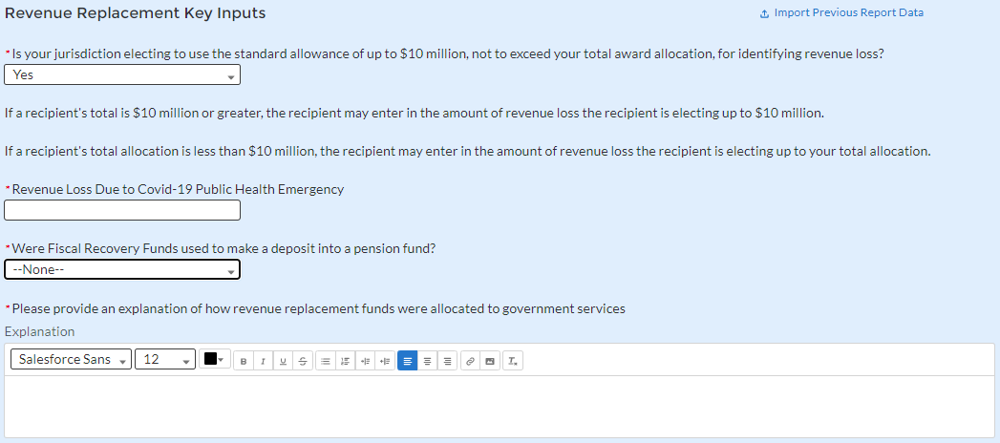 Revenue Replacement Key Inputs
Import Previous Report Data
*Is your jurisdiction electing to use the standard allowance of up to $10 million, not to exceed your total award allocation, for identifying revenue loss?
Yes
If a recipient's total is $10 million or greater, the recipient may enter in the amount of revenue loss the recipient is electing up to $10 million.
If a recipient's total allocation is less than $10 million, the recipient may enter in the amount of revenue loss the recipient is electing up to your total allocation.
*Revenue Loss Due to Covid-19 Public Health Emergency
*Were Fiscal Recovery Funds used to make a deposit into a pension fund?
--None--
*Please provide an explanation of how revenue replacement funds were allocated to government services
Explanation
Salesforce Sans 12 B I U S